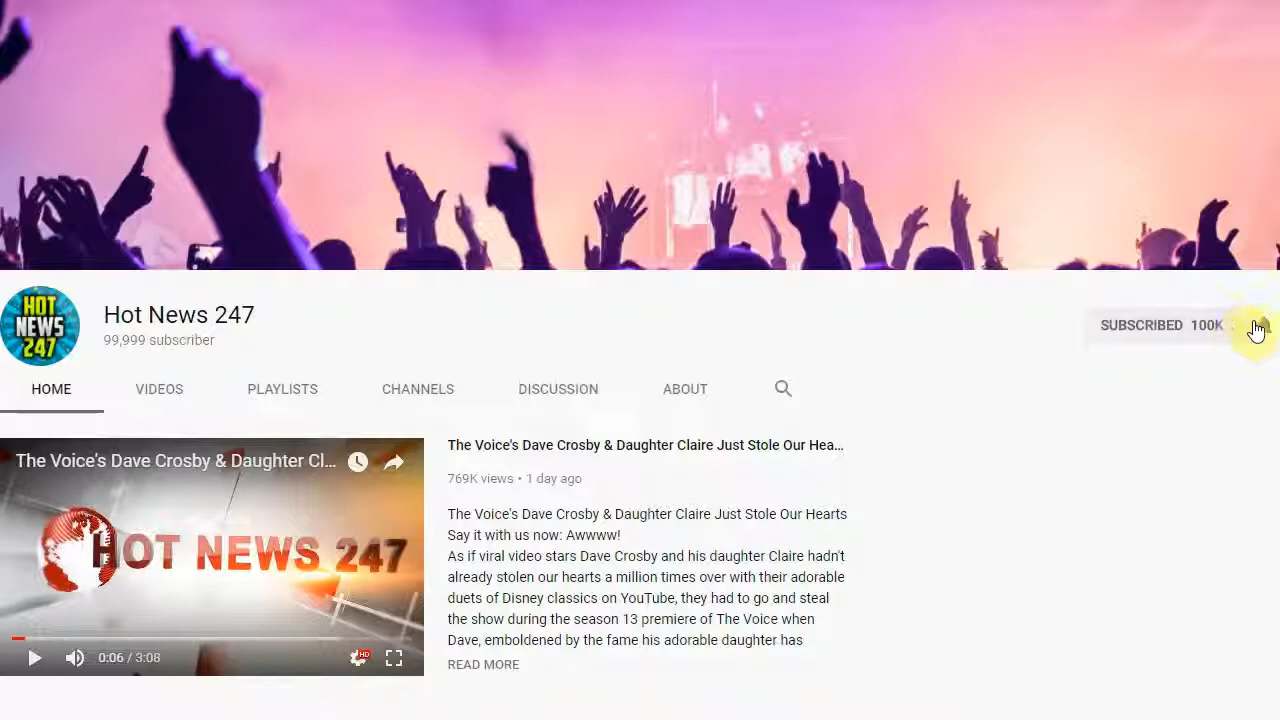 HOT
NEWS
247
Hot News 247
99,999 subscriber
SUBSCRIBED 100K
HOME VIDEOS PLAYLISTS CHANNELS DISCUSSION ABOUT
The Voice's Dave Crosby & Daughter Cl...
HOT NEWS 247
0:06 / 3:08
HD
The Voice's Dave Crosby & Daughter Claire Just Stole Our Hea...
769K views • 1 day ago
The Voice's Dave Crosby & Daughter Claire Just Stole Our Hearts
Say it with us now: Awwww!
As if viral video stars Dave Crosby and his daughter Claire hadn't
already stolen our hearts a million times over with their adorable
duets of Disney classics on YouTube, they had to go and steal
the show during the season 13 premiere of The Voice when
Dave, emboldened by the fame his adorable daughter has
READ MORE